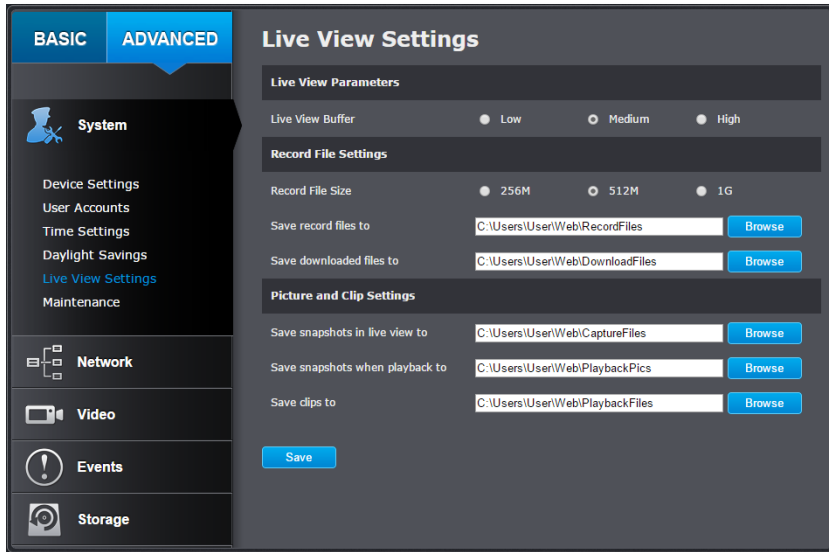 BASIC ADVANCED
System
Device Settings
User Accounts
Time Settings
Daylight Savings
Live View Settings
Maintenance
Network
Video
Events
Storage
Live View Settings
Live View Parameters
Live View Buffer Low Medium High
Record File Settings
Record File Size 256M 512M 1G
Save record files to C:\Users\User\Web\RecordFiles Browse
Save downloaded files to C:\Users\User\Web\DownloadFiles Browse
Picture and Clip Settings
Save snapshots in live view to C:\Users\User\Web\CaptureFiles Browse
Save snapshots when playback to C:\Users\User\Web\PlaybackPics Browse
Save clips to C:\Users\User\Web\PlaybackFiles Browse
Save